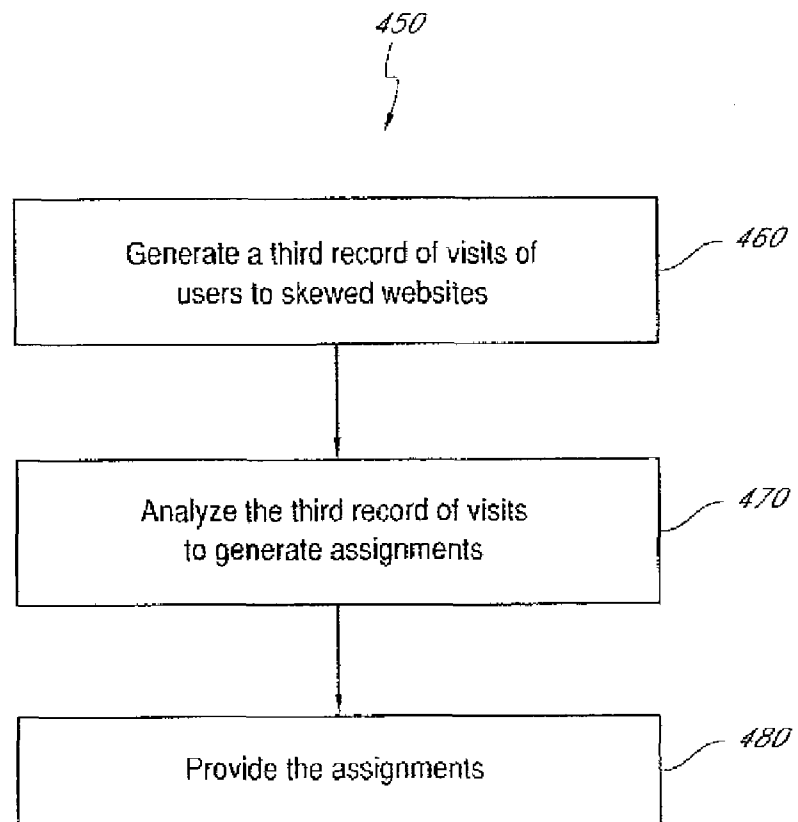 450
Generate a third record of visits of
users to skewed websites
460
Analyze the third record of visits
to generate assignments
470
Provide the assignments
480